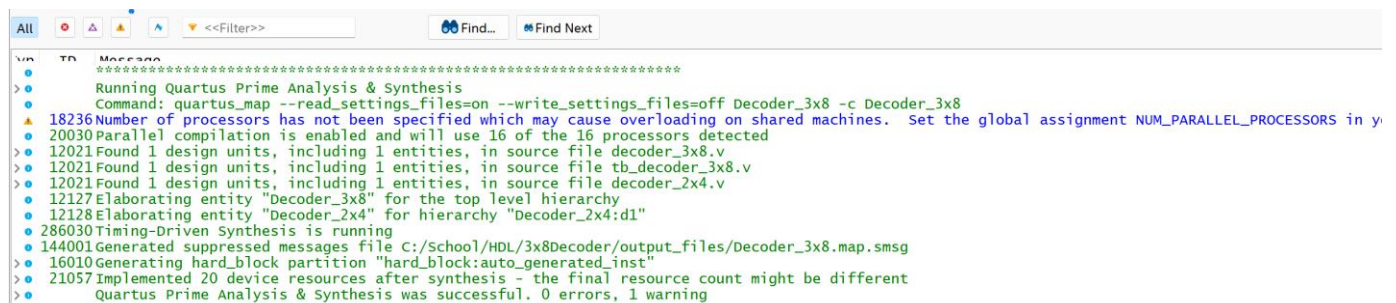 All <<Filter>> Find... Find Next
ID Message
********************************************************************
Running Quartus Prime Analysis & Synthesis
Command: quartus_map --read_settings_files=on --write_settings_files=off Decoder_3x8 -c Decoder_3x8
18236 Number of processors has not been specified which may cause overloading on shared machines.  Set the global assignment NUM_PARALLEL_PROCESSORS in
20030 Parallel compilation is enabled and will use 16 of the 16 processors detected
12021 Found 1 design units, including 1 entities, in source file decoder_3x8.v
12021 Found 1 design units, including 1 entities, in source file tb_decoder_3x8.v
12021 Found 1 design units, including 1 entities, in source file decoder_2x4.v
12127 Elaborating entity "Decoder_3x8" for the top level hierarchy
12128 Elaborating entity "Decoder_2x4" for hierarchy "Decoder_2x4:d1"
286030 Timing-Driven Synthesis is running
144001 Generated suppressed messages file C:/School/HDL/3x8Decoder/output_files/Decoder_3x8.map.smsg
16010 Generating hard_block partition "hard_block:auto_generated_inst"
21057 Implemented 20 device resources after synthesis - the final resource count might be different
Quartus Prime Analysis & Synthesis was successful. 0 errors, 1 warning